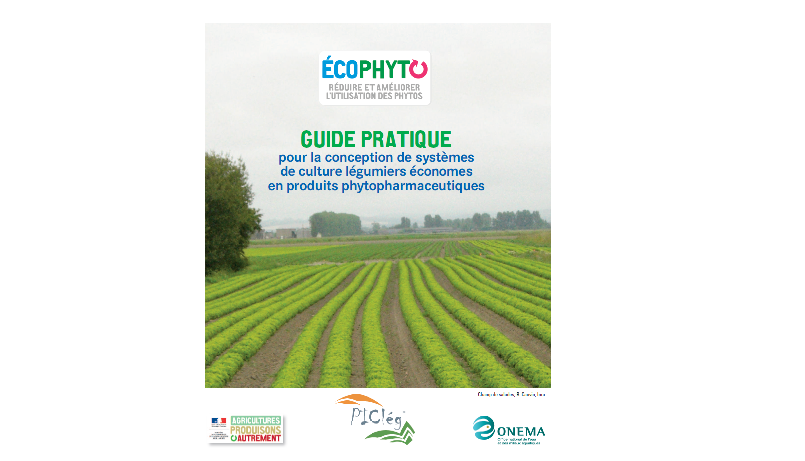 ÉCOPHYTO
RÉDUIRE ET AMÉLIORER
L'UTILISATION DES PHYTOS
GUIDE PRATIQUE
pour la conception de systèmes
de culture légumiers économes
en produits phytopharmaceutiques
PIClég
AGRICULTURES
PRODUISONS
AUTREMENT
ONEMA